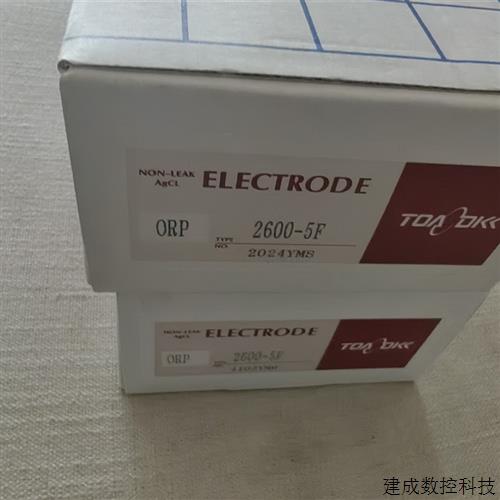 NON-LEAK
AgCL ELECTRODE
TOA DKK
ORP TYPE 2600-5F
NO. 2024YMS
NON-LEAK
AgCL ELECTRODE
TOA DKK
ORP 2600-5F
建成数控科技